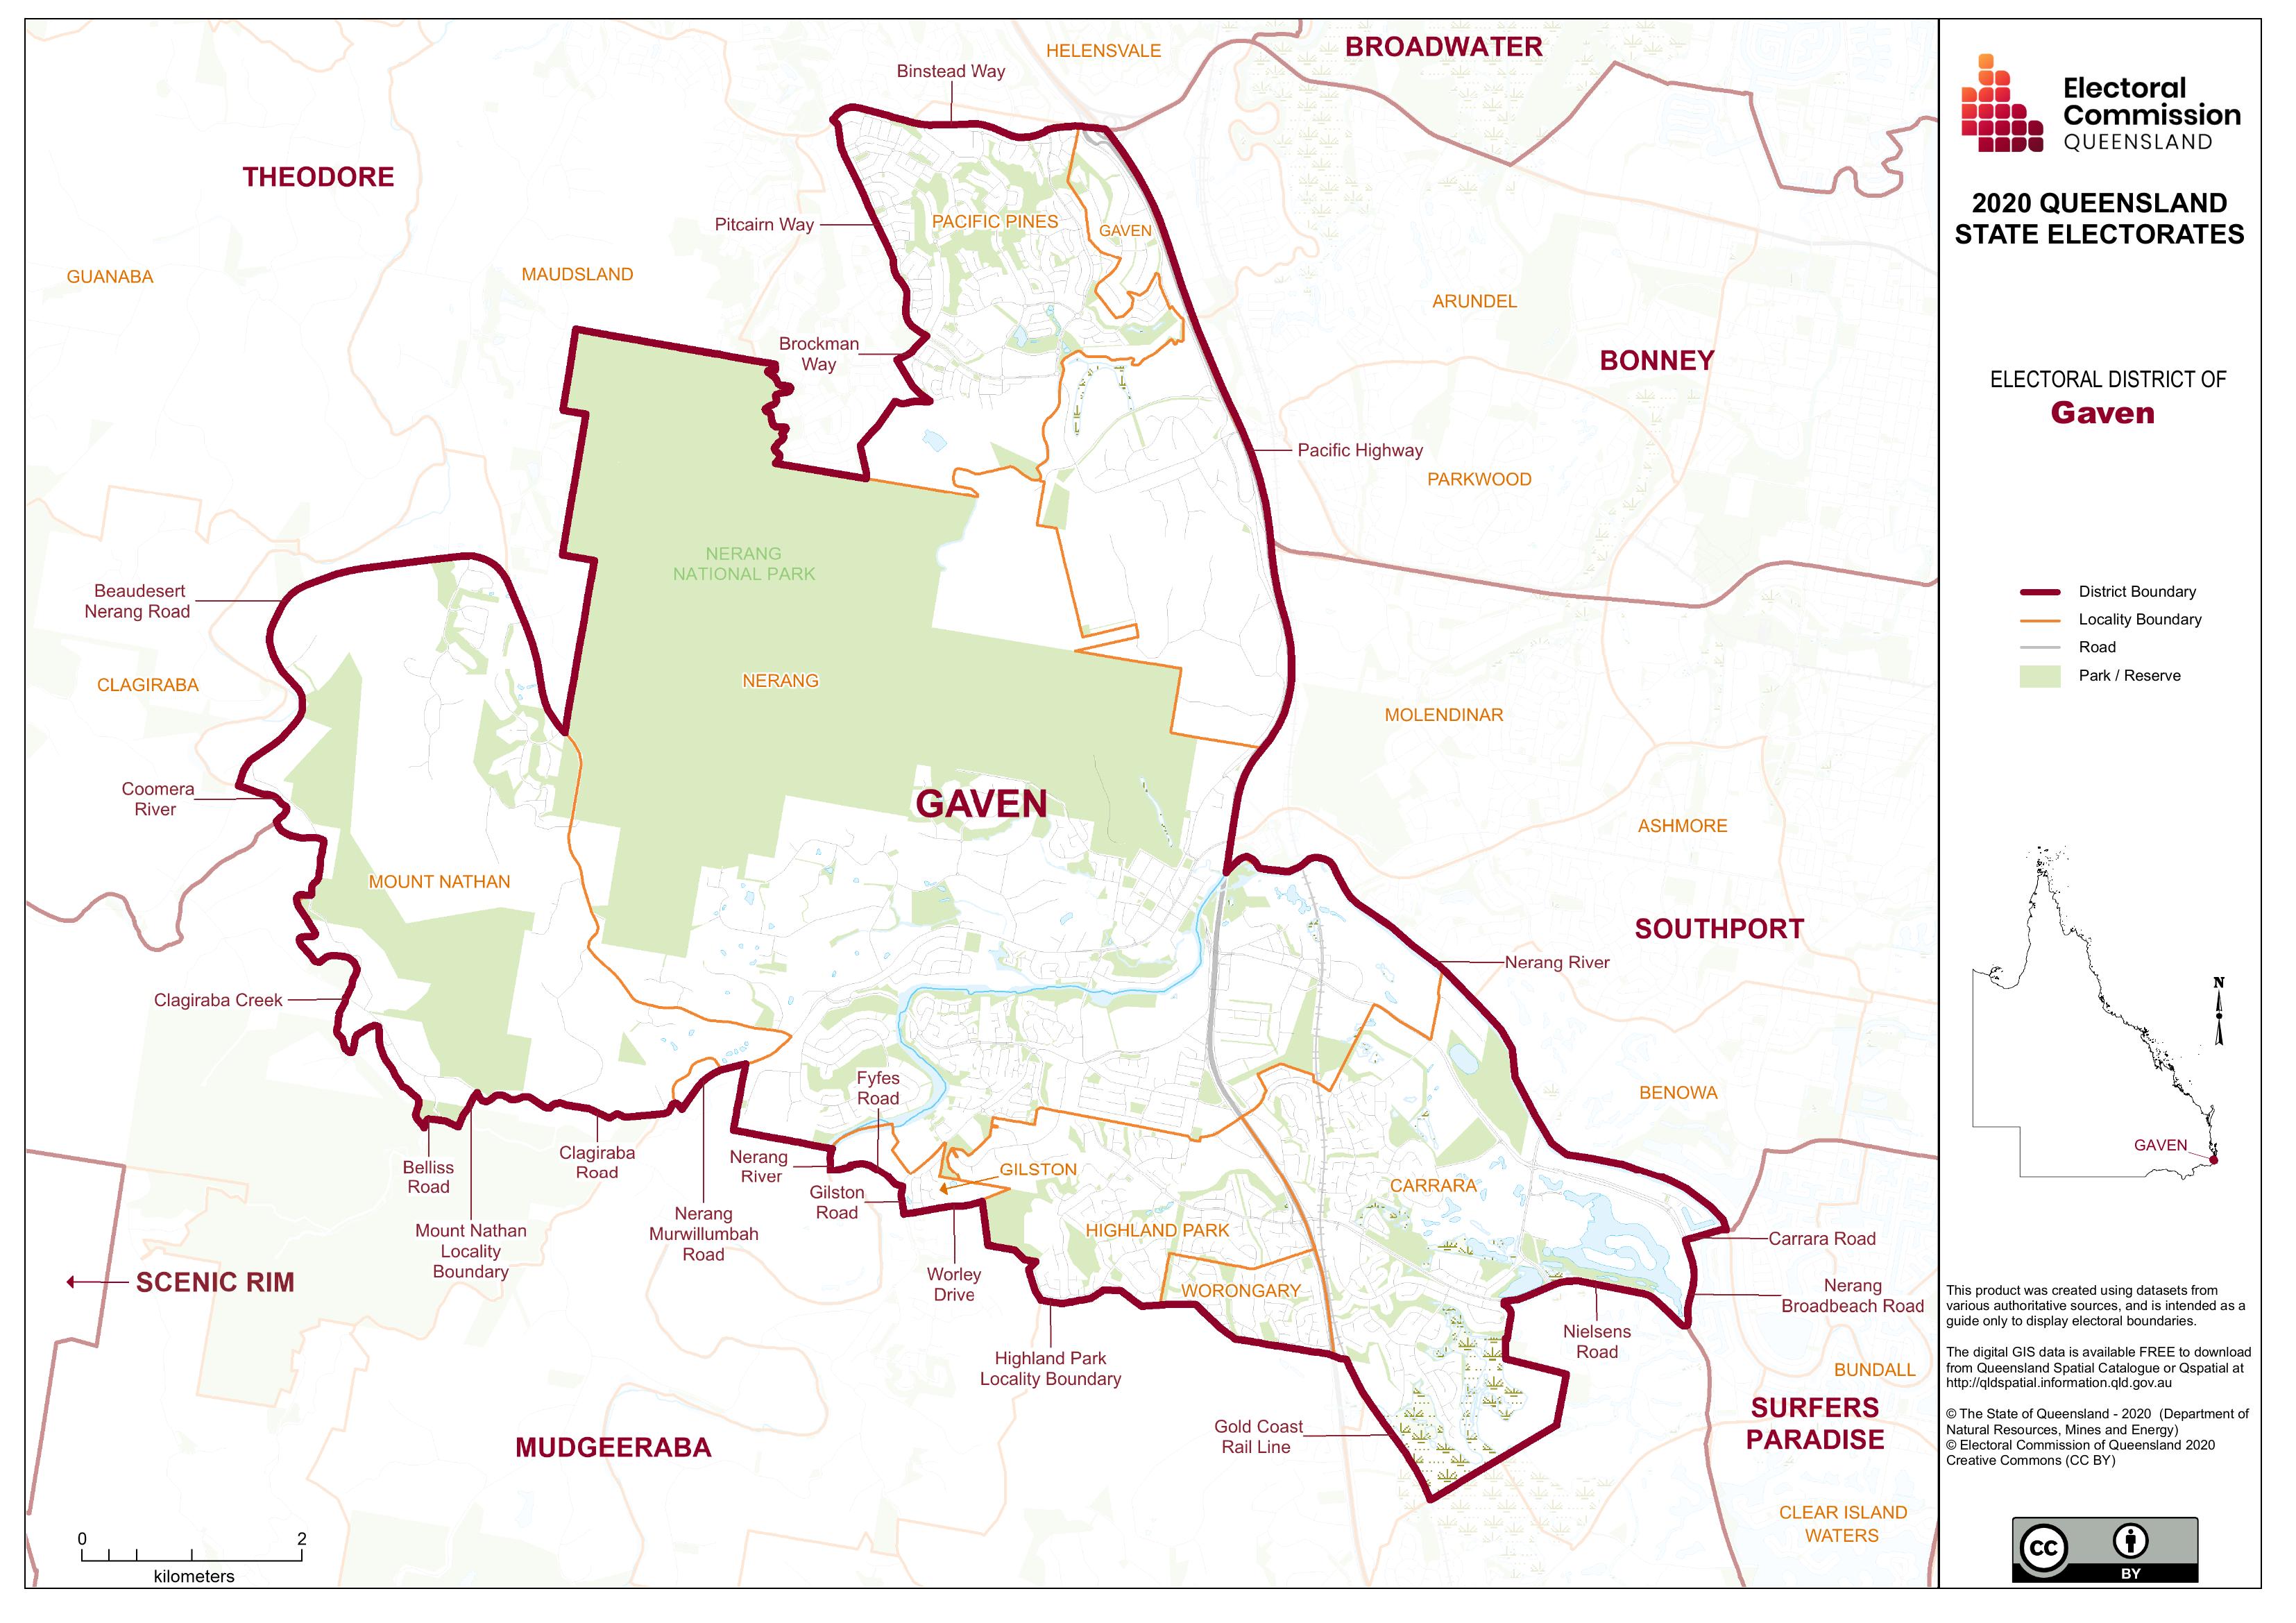 HELENSVALE
BROADWATER
Binstead Way
THEODORE
Pitcairn Way
PACIFIC PINES
GAVEN
GUANABA
MAUDSLAND
ARUNDEL
Brockman
Way
BONNEY
Pacific Highway
PARKWOOD
NERANG
NATIONAL PARK
Beaudesert
Nerang Road
CLAGIRABA
NERANG
MOLENDINAR
Coomera
River
GAVEN
ASHMORE
MOUNT NATHAN
SOUTHPORT
Nerang River
Clagiraba Creek
Fyfes
Road
BENOWA
Belliss
Road
Clagiraba
Road
Nerang
River
GILSTON
CARRARA
Gilston
Road
Mount Nathan
Locality
Boundary
Nerang
Murwillumbah
Road
HIGHLAND PARK
Carrara Road
SCENIC RIM
Worley
Drive
WORONGARY
Nerang
Broadbeach Road
Nielsens
Road
Highland Park
Locality Boundary
BUNDALL
MUDGEERABA
Gold Coast
Rail Line
SURFERS
PARADISE
CLEAR ISLAND
WATERS
0 2
kilometers
Electoral
Commission
QUEENSLAND
2020 QUEENSLAND
STATE ELECTORATES
ELECTORAL DISTRICT OF
Gaven
District Boundary
Locality Boundary
Road
Park / Reserve
N
GAVEN
This product was created using datasets from
various authoritative sources, and is intended as a
guide only to display electoral boundaries.
The digital GIS data is available FREE to download
from Queensland Spatial Catalogue or Qspatial at
http://qldspatial.information.qld.gov.au
© The State of Queensland - 2020 (Department of
Natural Resources, Mines and Energy)
© Electoral Commission of Queensland 2020
Creative Commons (CC BY)
CC
BY